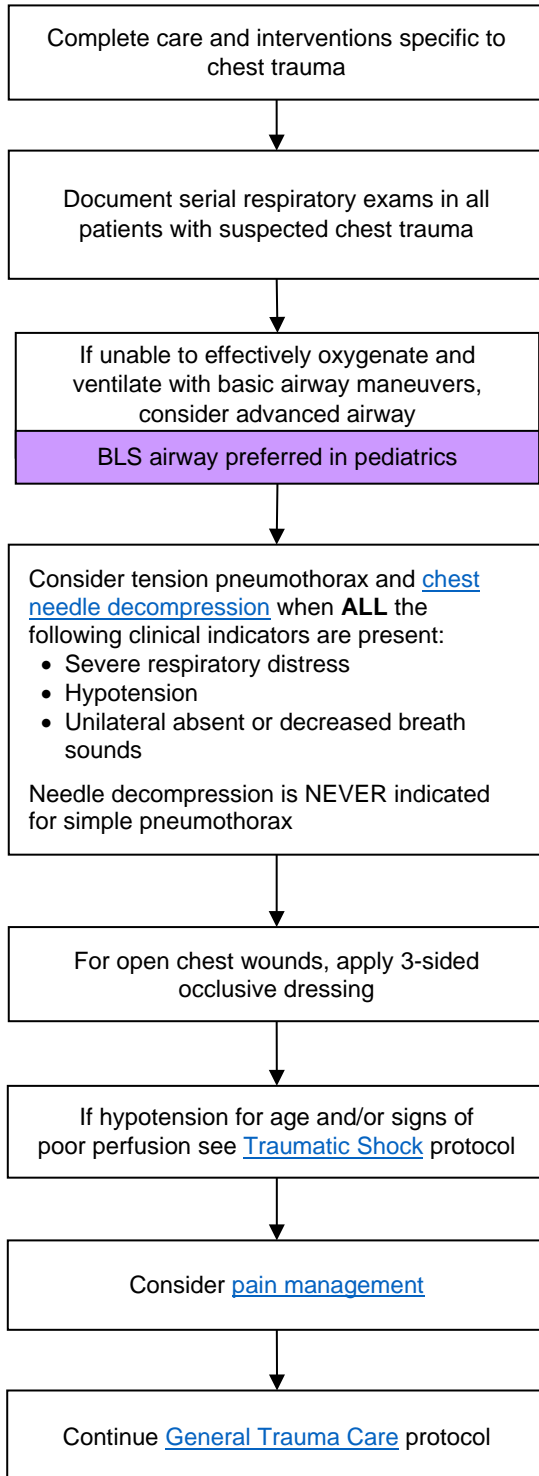 Complete care and interventions specific to
chest trauma
Document serial respiratory exams in all
patients with suspected chest trauma
If unable to effectively oxygenate and
ventilate with basic airway maneuvers,
consider advanced airway
BLS airway preferred in pediatrics
Consider tension pneumothorax and chest
needle decompression when ALL the
following clinical indicators are present:
• Severe respiratory distress
• Hypotension
• Unilateral absent or decreased breath
sounds
Needle decompression is NEVER indicated
for simple pneumothorax
For open chest wounds, apply 3-sided
occlusive dressing
If hypotension for age and/or signs of
poor perfusion see Traumatic Shock protocol
Consider pain management
Continue General Trauma Care protocol